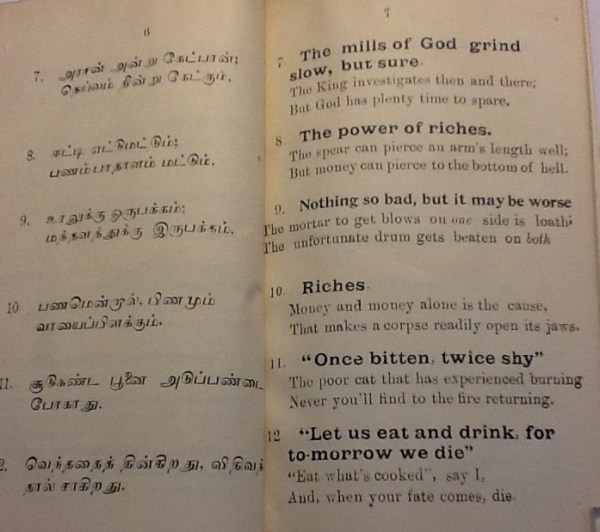 6
7. அரசன் அன்று கேட்பான்;
தெய்வம் நின்று கேட்கும்.
8. ஈட்டி எட்டுமட்டும்;
பணம் பாதாளம் மட்டும்.
9. உரலுக்கு ஒருபக்கம்;
மத்தளத்துக்கு இருபக்கம்.
10 பணமென்றால், பிணமும்
வாயைப்பிளக்கும்.
11. சூடுகண்ட பூனை அடுப்பண்டை
போகாது.
2. வெந்ததைத் தின்கிறது, விதிவந்
தால் சாகிறது.
7
7. The mills of God grind
slow, but sure.
The King investigates then and there;
But God has plenty time to spare.
8 The power of riches.
The spear can pierce an arm's length well;
But money can pierce to the bottom of hell.
9. Nothing so bad, but it may be worse
The mortar to get blows on one side is loath;
The unfortunate drum gets beaten on both
10. Riches.
Money and money alone is the cause,
That makes a corpse readily open its jaws.
11. "Once bitten, twice shy"
The poor cat that has experienced burning
Never you'll find to the fire returning.
12 "Let us eat and drink, for
to-morrow we die"
"Eat what's cooked", say I,
And, when your fate comes, die.